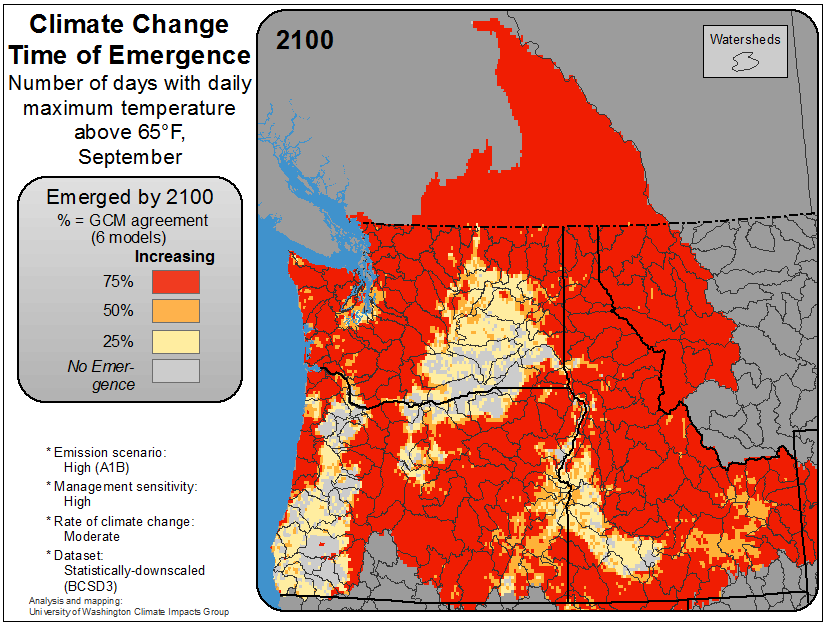 Climate Change
Time of Emergence
Number of days with daily
maximum temperature
above 65°F,
September
Emerged by 2100
% = GCM agreement
(6 models)
Increasing
75%
50%
25%
No Emer-
gence
* Emission scenario:
High (A1B)
* Management sensitivity:
High
* Rate of climate change:
Moderate
* Dataset:
Statistically-downscaled
(BCSD3)
Analysis and mapping:
University of Washington Climate Impacts Group
2100
Watersheds